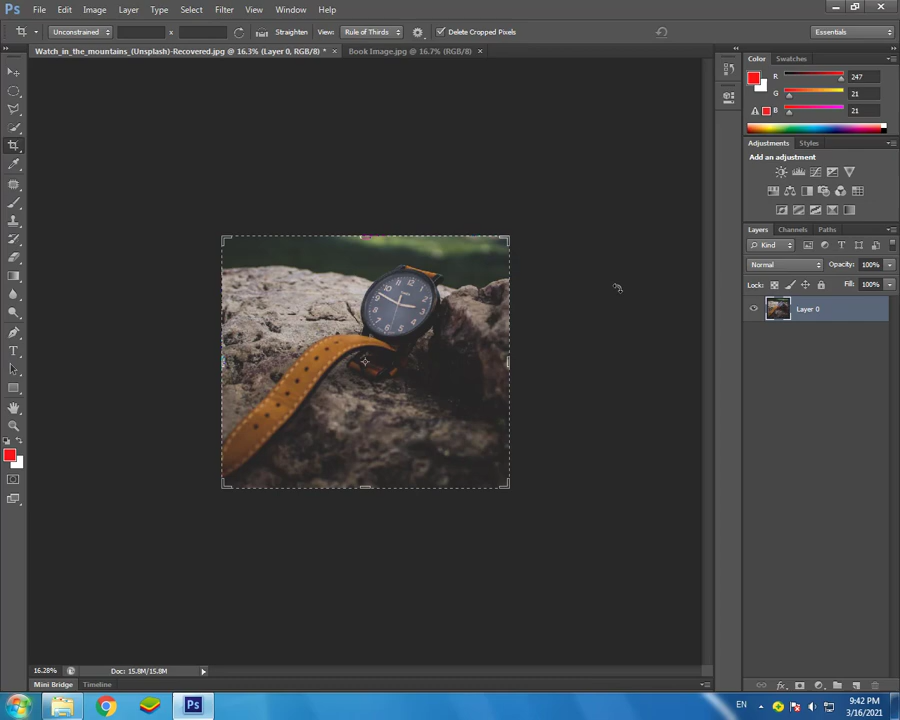 Ps File Edit Image Layer Type Select Filter View Window Help
Unconstrained x Straighten View: Rule of Thirds Delete Cropped Pixels Essentials
Watch_in_the_mountains_(Unsplash)-Recovered.jpg @ 16.3% (Layer 0, RGB/8) * × Book Image.jpg @ 16.7% (RGB/8) ×
Color Swatches
R 247
G 21
B 21
Adjustments Styles
Add an adjustment
Layers Channels Paths
Kind
Normal Opacity: 100%
Lock: Fill: 100%
Layer 0
16.28% Doc: 15.8M/15.8M
Mini Bridge Timeline
Ps EN 9:42 PM
3/16/2021